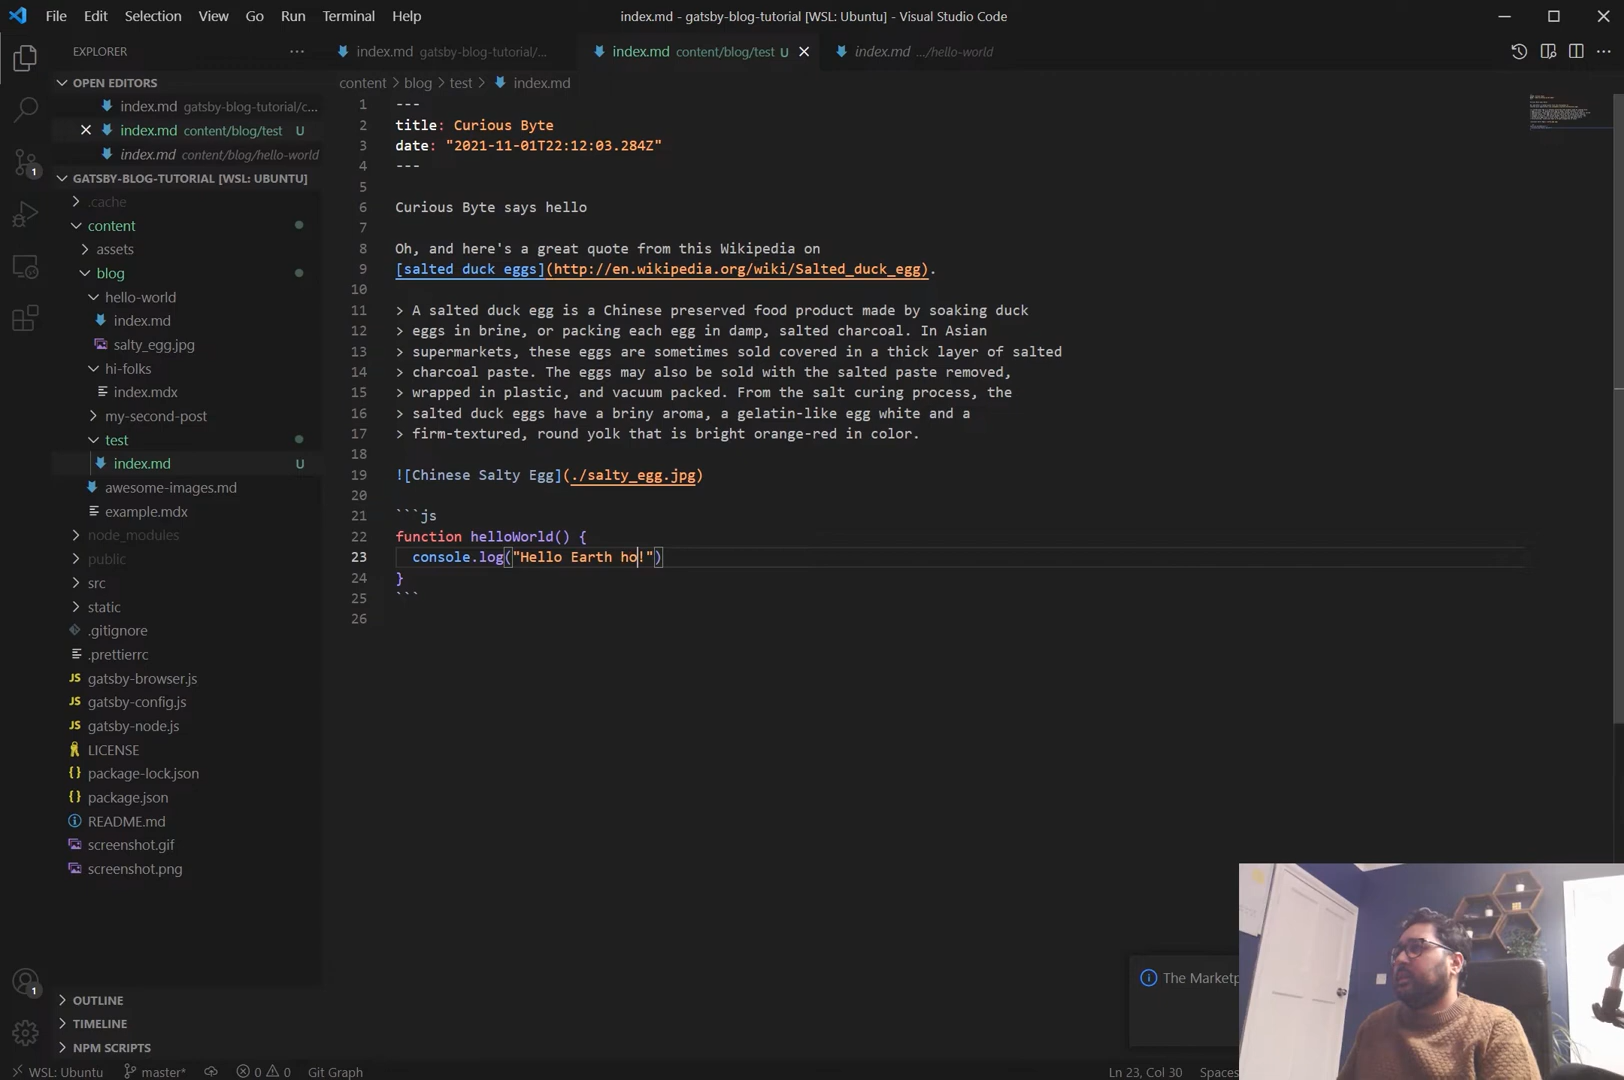 File Edit Selection View Go Run Terminal Help
index.md - gatsby-blog-tutorial [WSL: Ubuntu] - Visual Studio Code
EXPLORER
index.md gatsby-blog-tutorial/...
index.md content/blog/test U
index.md .../hello-world
OPEN EDITORS
index.md gatsby-blog-tutorial/c...
index.md content/blog/test U
index.md content/blog/hello-world
GATSBY-BLOG-TUTORIAL [WSL: UBUNTU]
.cache
content
assets
blog
hello-world
index.md
salty_egg.jpg
hi-folks
index.mdx
my-second-post
test
index.md U
awesome-images.md
example.mdx
node_modules
public
src
static
.gitignore
.prettierrc
JS gatsby-browser.js
JS gatsby-config.js
JS gatsby-node.js
LICENSE
{} package-lock.json
{} package.json
README.md
screenshot.gif
screenshot.png
OUTLINE
TIMELINE
NPM SCRIPTS
1
1
content > blog > test > index.md
1 ---
2 title: Curious Byte
3 date: "2021-11-01T22:12:03.284Z"
4 ---
5
6 Curious Byte says hello
7
8 Oh, and here's a great quote from this Wikipedia on
9 [salted duck eggs](http://en.wikipedia.org/wiki/Salted_duck_egg).
10
11 > A salted duck egg is a Chinese preserved food product made by soaking duck
12 > eggs in brine, or packing each egg in damp, salted charcoal. In Asian
13 > supermarkets, these eggs are sometimes sold covered in a thick layer of salted
14 > charcoal paste. The eggs may also be sold with the salted paste removed,
15 > wrapped in plastic, and vacuum packed. From the salt curing process, the
16 > salted duck eggs have a briny aroma, a gelatin-like egg white and a
17 > firm-textured, round yolk that is bright orange-red in color.
18
19 ![Chinese Salty Egg](./salty_egg.jpg)
20
21 ```js
22 function helloWorld() {
23 console.log("Hello Earth ho!")
24 }
25 ```
26
The Marketp
WSL: Ubuntu master* 0 0 Git Graph
Ln 23, Col 30 Spaces